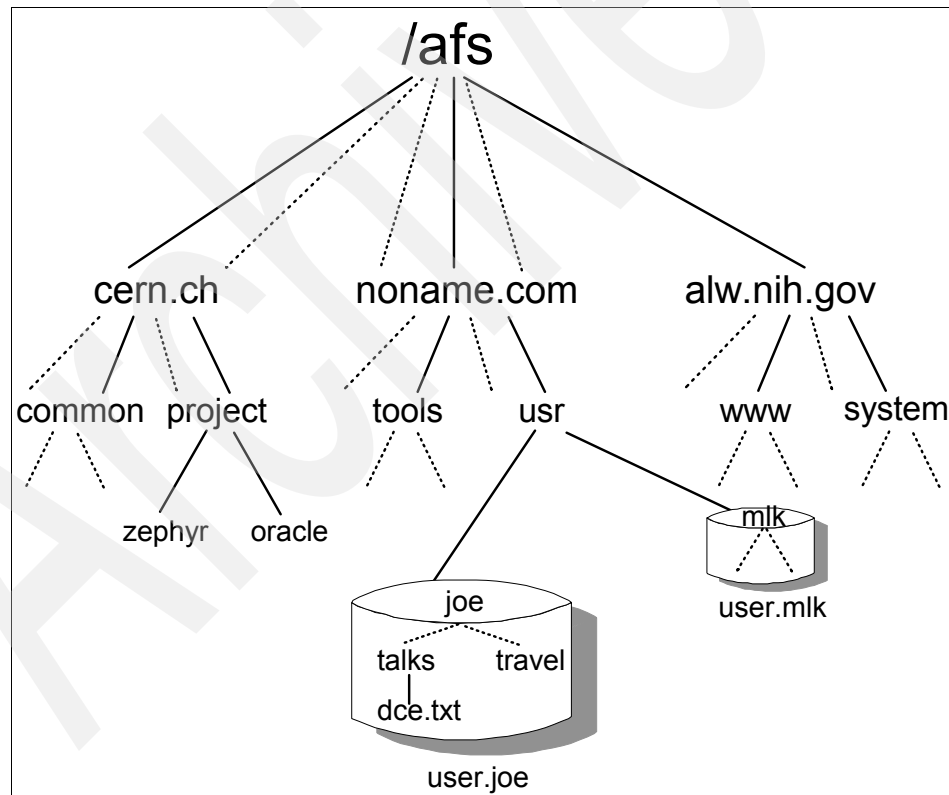 /afs
cern.ch noname.com alw.nih.gov
common project tools usr www system
zephyr oracle mlk
user.mlk
joe
talks travel
dce.txt
user.joe
Archive